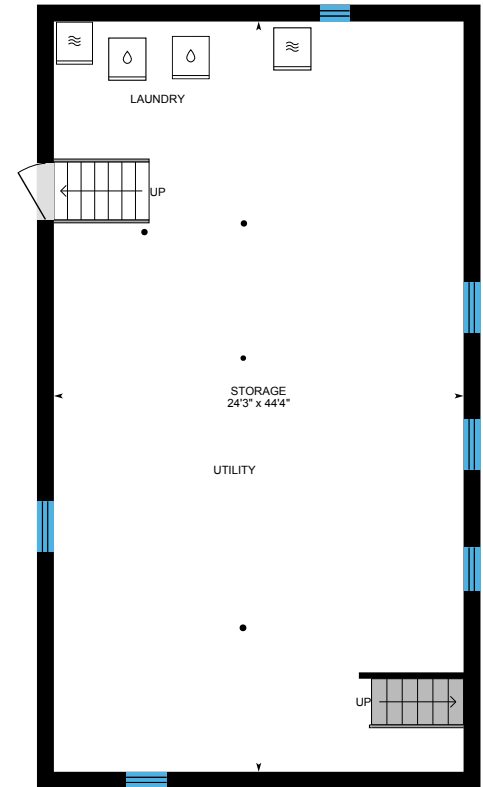 LAUNDRY
UP
STORAGE
24'3" x 44'4"
UTILITY
UP